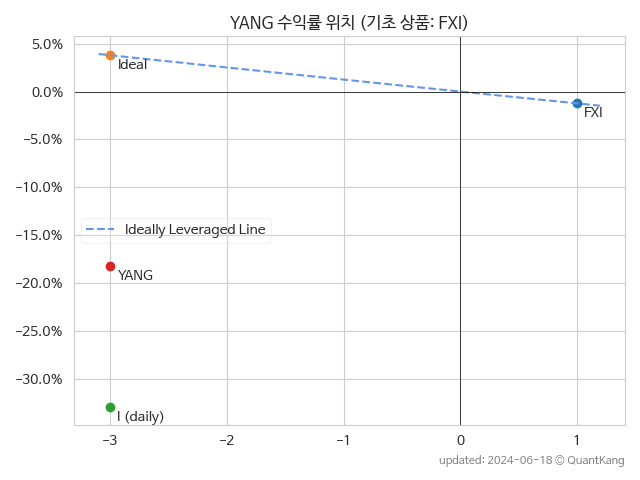 YANG 수익률 위치 (기초 상품: FXI)
5.0%
Ideal
0.0%
FXI
−5.0%
−10.0%
Ideally Leveraged Line
−15.0%
YANG
−20.0%
−25.0%
−30.0%
I (daily)
−3
−2
−1
0
1
updated: 2024-06-18 © QuantKang